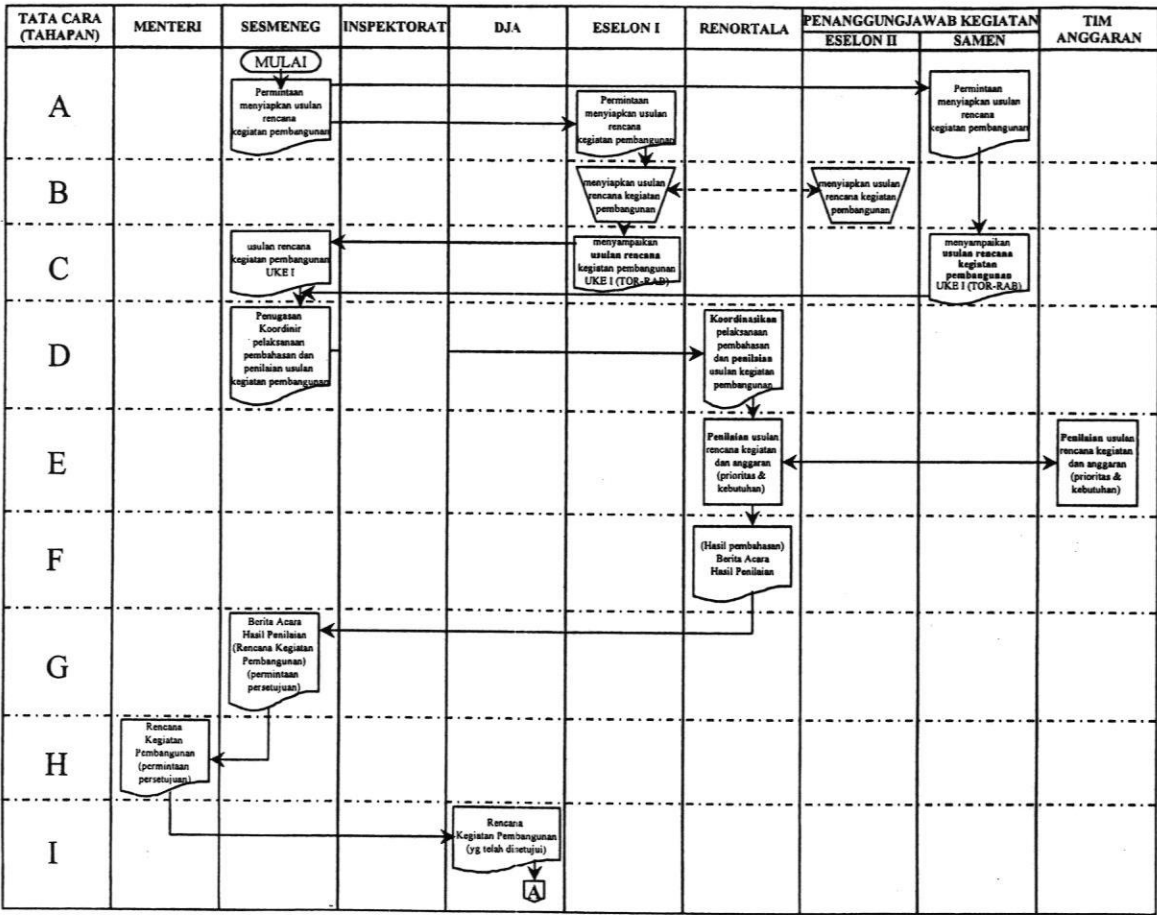 TATA CARA
(TAHAPAN)
MENTERI
SESMENEG
INSPEKTORAT
DJA
ESELON I
RENORTALA
PENANGGUNGJAWAB KEGIATAN
ESELON II
SAMEN
TIM
ANGGARAN
A
MULAI
Permintaan
menyiapkan usulan
rencana
kegiatan pembangunan
Permintaan
menyiapkan usulan
rencana
kegiatan pembangunan
Permintaan
menyiapkan usulan
rencana
kegiatan pembangunan
B
menyiapkan usulan
rencana kegiatan
pembangunan
menyiapkan usulan
rencana kegiatan
pembangunan
C
usulan rencana
kegiatan pembangunan
UKE I
menyampaikan
usulan rencana
kegiatan pembangunan
UKE I (TOR-RAB)
menyampaikan
usulan rencana
kegiatan
pembangunan
UKE I (TOR-RAB)
D
Penugasan
Koordinir
pelaksanaan
pembahasan dan
penilaian usulan
kegiatan pembangunan
Koordinasikan
pelaksanaan
pembahasan
dan penilaian
usulan kegiatan
pembangunan
E
Penilaian usulan
rencana kegiatan
dan anggaran
(prioritas &
kebutuhan)
Penilaian usulan
rencana kegiatan
dan anggaran
(prioritas &
kebutuhan)
F
(Hasil pembahasan)
Berita Acara
Hasil Penilaian
G
Berita Acara
Hasil Penilaian
(Rencana Kegiatan
Pembangunan)
(permintaan
persetujuan)
H
Rencana
Kegiatan
Pembangunan
(permintaan
persetujuan)
I
Rencana
Kegiatan Pembangunan
(yg telah disetujui)
A